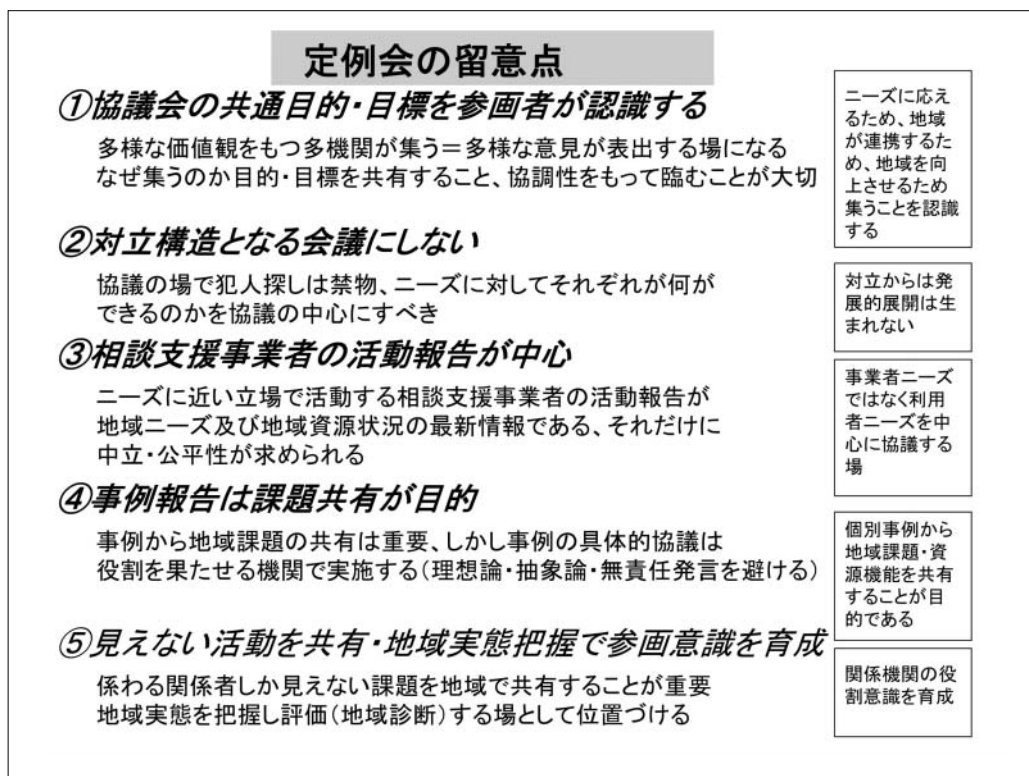 定例会の留意点
①協議会の共通目的・目標を参画者が認識する
多様な価値観をもつ多機関が集う＝多様な意見が表出する場になる
なぜ集うのか目的・目標を共有すること、協調性をもって臨むことが大切
ニーズに応え
るため、地域
が連携するた
め、地域を向
上させるため
集うことを認識
する
②対立構造となる会議にしない
協議の場で犯人探しは禁物、ニーズに対してそれぞれが何が
できるのかを協議の中心にすべき
対立からは発
展的展開は生
まれない
③相談支援事業者の活動報告が中心
ニーズに近い立場で活動する相談支援事業者の活動報告が
地域ニーズ及び地域資源状況の最新情報である、それだけに
中立・公平性が求められる
事業者ニーズ
ではなく利用
者ニーズを中
心に協議する
場
④事例報告は課題共有が目的
事例から地域課題の共有は重要、しかし事例の具体的協議は
役割を果たせる機関で実施する（理想論・抽象論・無責任発言を避ける）
個別事例から
地域課題・資
源機能を共有
することが目
的である
⑤見えない活動を共有・地域実態把握で参画意識を育成
係わる関係者しか見えない課題を地域で共有することが重要
地域実態を把握し評価（地域診断）する場として位置づける
関係機関の役
割意識を育成